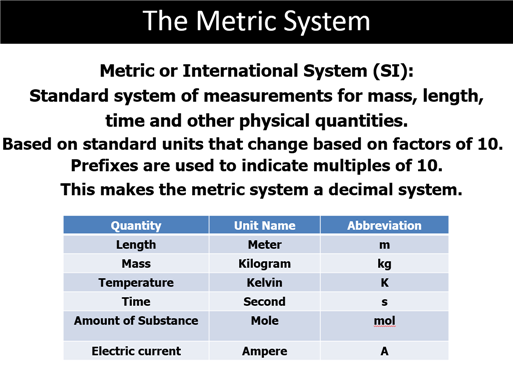 The Metric System
Metric or International System (SI):
Standard system of measurements for mass, length,
time and other physical quantities.
Based on standard units that change based on factors of 10.
Prefixes are used to indicate multiples of 10.
This makes the metric system a decimal system.
Quantity Unit Name Abbreviation
Length Meter m
Mass Kilogram kg
Temperature Kelvin K
Time Second s
Amount of Substance Mole mol
Electric current Ampere A